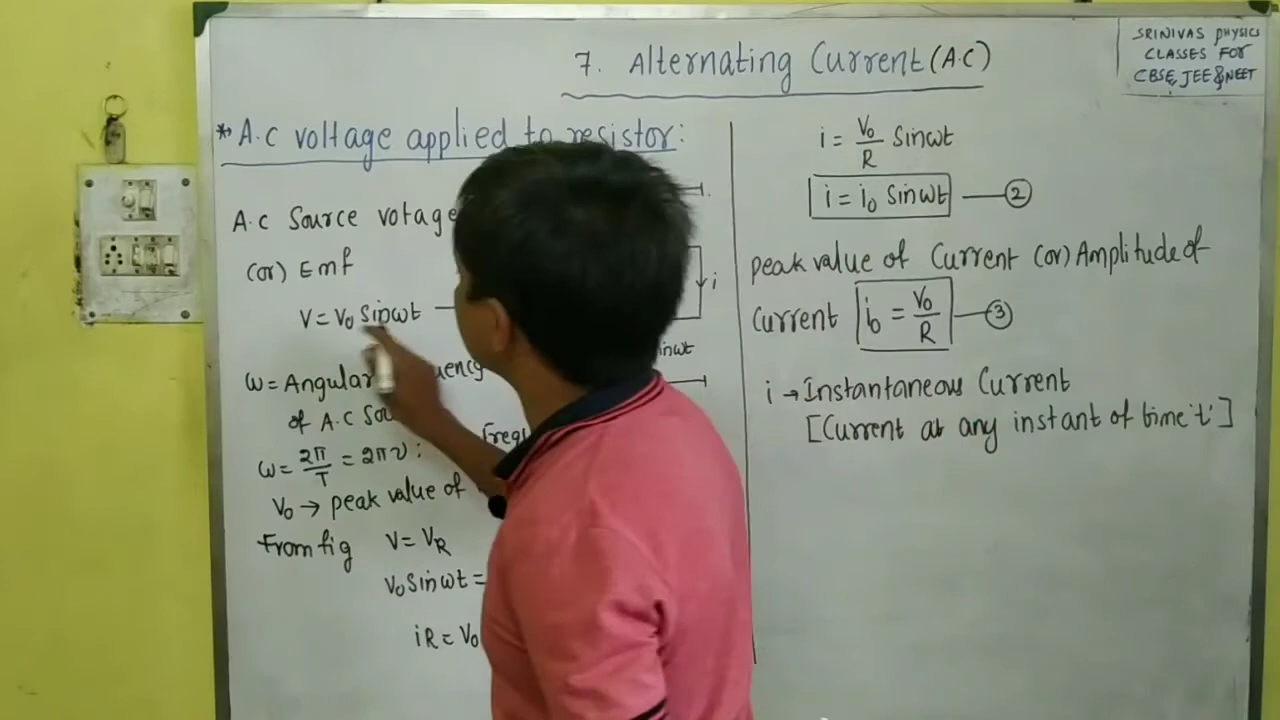 7. Alternating Current (A.C)
SRINIVAS PHYSICS
CLASSES FOR
CBSE, JEE & NEET
* A.C voltage applied to resistor:
A.C Source votage
(or) Emf
V = V₀ Sinωt
ω = Angular
of A.C
ω = 2π/T = 2πν :
V₀ → peak value of
From fig V = V_R
V₀ Sinωt =
iR = V₀
i
i = V₀/R Sinωt
i = i₀ Sinωt —— ②
peak value of Current (or) Amplitude of
Current i₀ = V₀/R —— ③
i → Instantaneous Current
[Current at any instant of time 't']